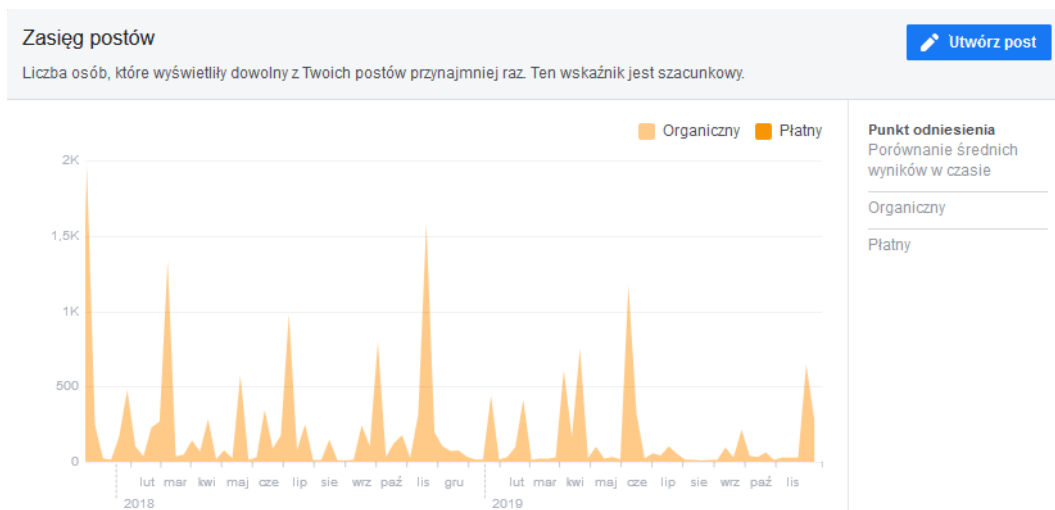 Zasięg postów
Utwórz post
Liczba osób, które wyświetliły dowolny z Twoich postów przynajmniej raz. Ten wskaźnik jest szacunkowy.
Organiczny Płatny
Punkt odniesienia
Porównanie średnich
wyników w czasie
Organiczny
Płatny
2K
1,5K
1K
500
0
lut mar kwi maj cze lip sie wrz paź lis gru lut mar kwi maj cze lip sie wrz paź lis
2018 2019